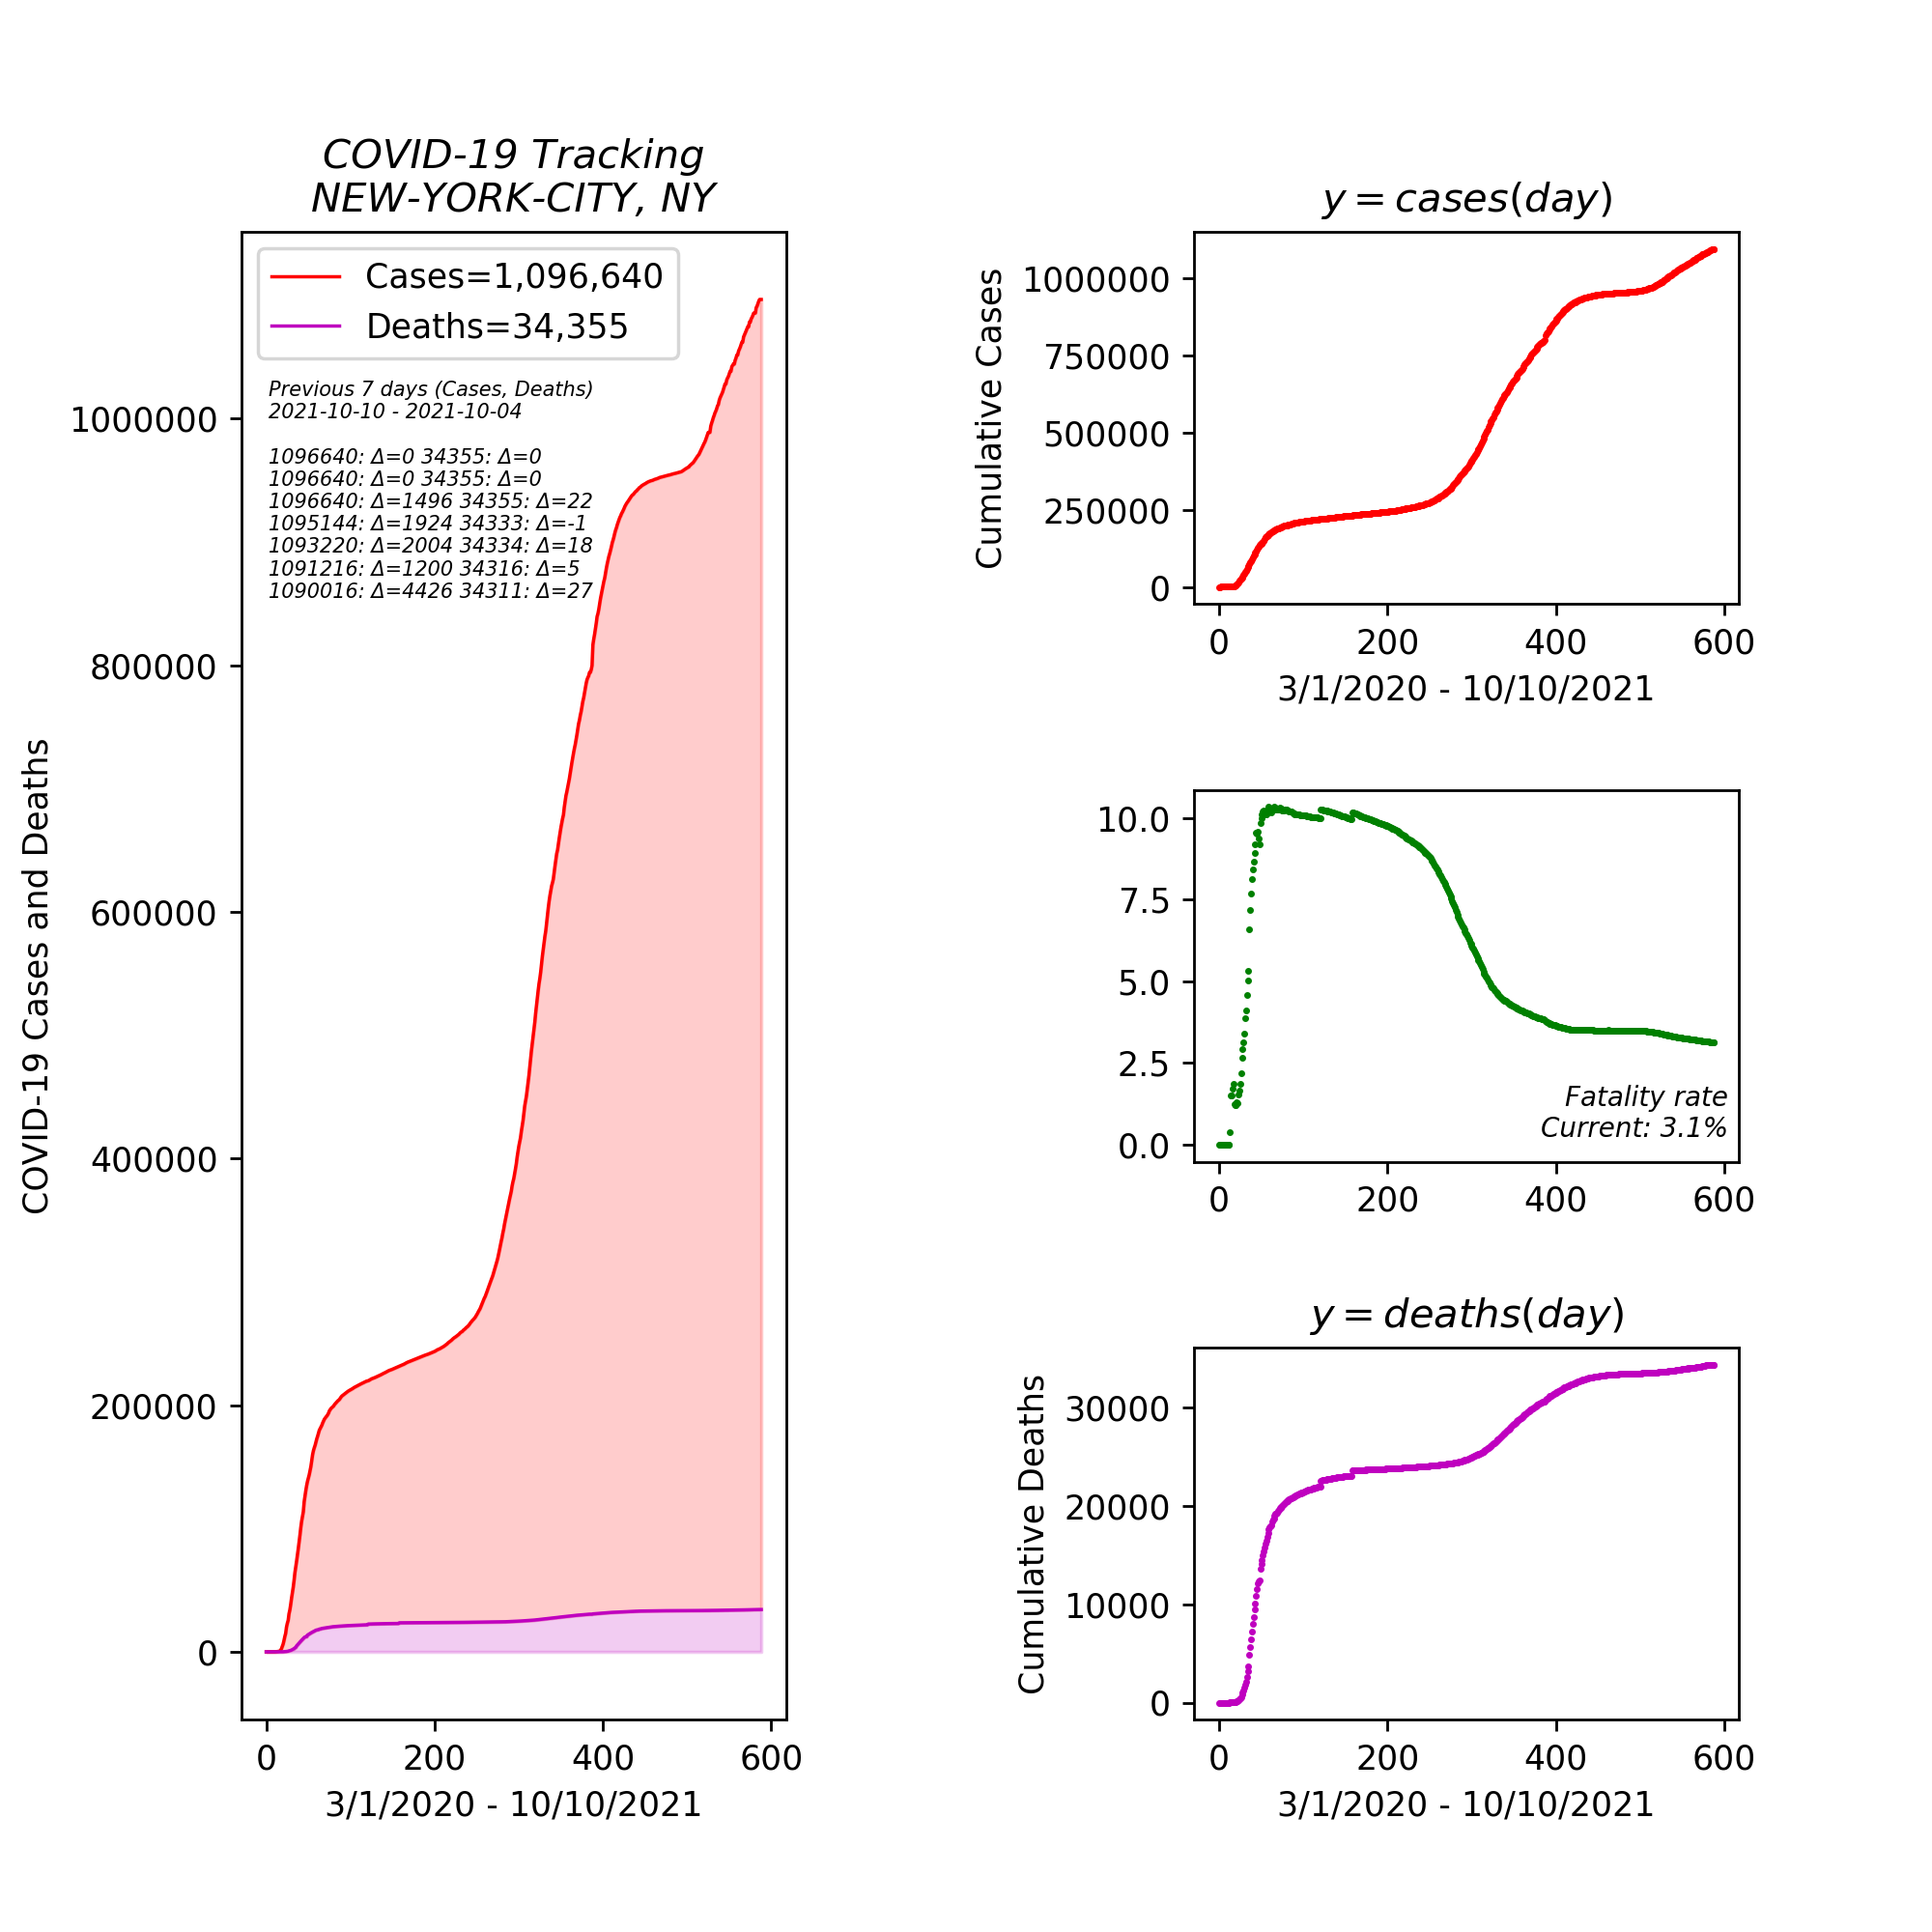 COVID-19 Tracking
NEW-YORK-CITY, NY
Cases=1,096,640
Deaths=34,355
Previous 7 days (Cases, Deaths)
2021-10-10 - 2021-10-04
1096640: Δ=0 34355: Δ=0
1096640: Δ=0 34355: Δ=0
1096640: Δ=1496 34355: Δ=22
1095144: Δ=1924 34333: Δ=-1
1093220: Δ=2004 34334: Δ=18
1091216: Δ=1200 34316: Δ=5
1090016: Δ=4426 34311: Δ=27
COVID-19 Cases and Deaths
1000000
800000
600000
400000
200000
0
0 200 400 600
3/1/2020 - 10/10/2021
y = cases(day)
Cumulative Cases
1000000
750000
500000
250000
0
0 200 400 600
3/1/2020 - 10/10/2021
10.0
7.5
5.0
2.5
0.0
Fatality rate
Current: 3.1%
0 200 400 600
y = deaths(day)
Cumulative Deaths
30000
20000
10000
0
0 200 400 600
3/1/2020 - 10/10/2021